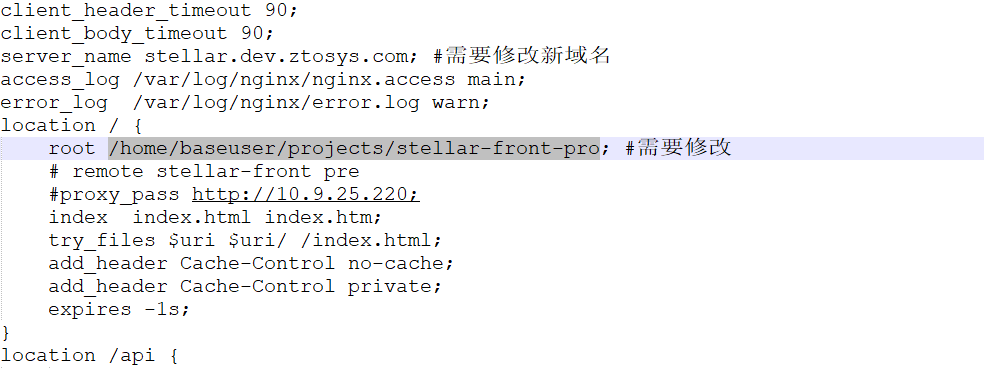 client_header_timeout 90;
client_body_timeout 90;
server_name stellar.dev.ztosys.com; #需要修改新域名
access_log /var/log/nginx/nginx.access main;
error_log  /var/log/nginx/error.log warn;
location / {
    root /home/baseuser/projects/stellar-front-pro; #需要修改
    # remote stellar-front pre
    #proxy_pass http://10.9.25.220;
    index  index.html index.htm;
    try_files $uri $uri/ /index.html;
    add_header Cache-Control no-cache;
    add_header Cache-Control private;
    expires -1s;
}
location /api {